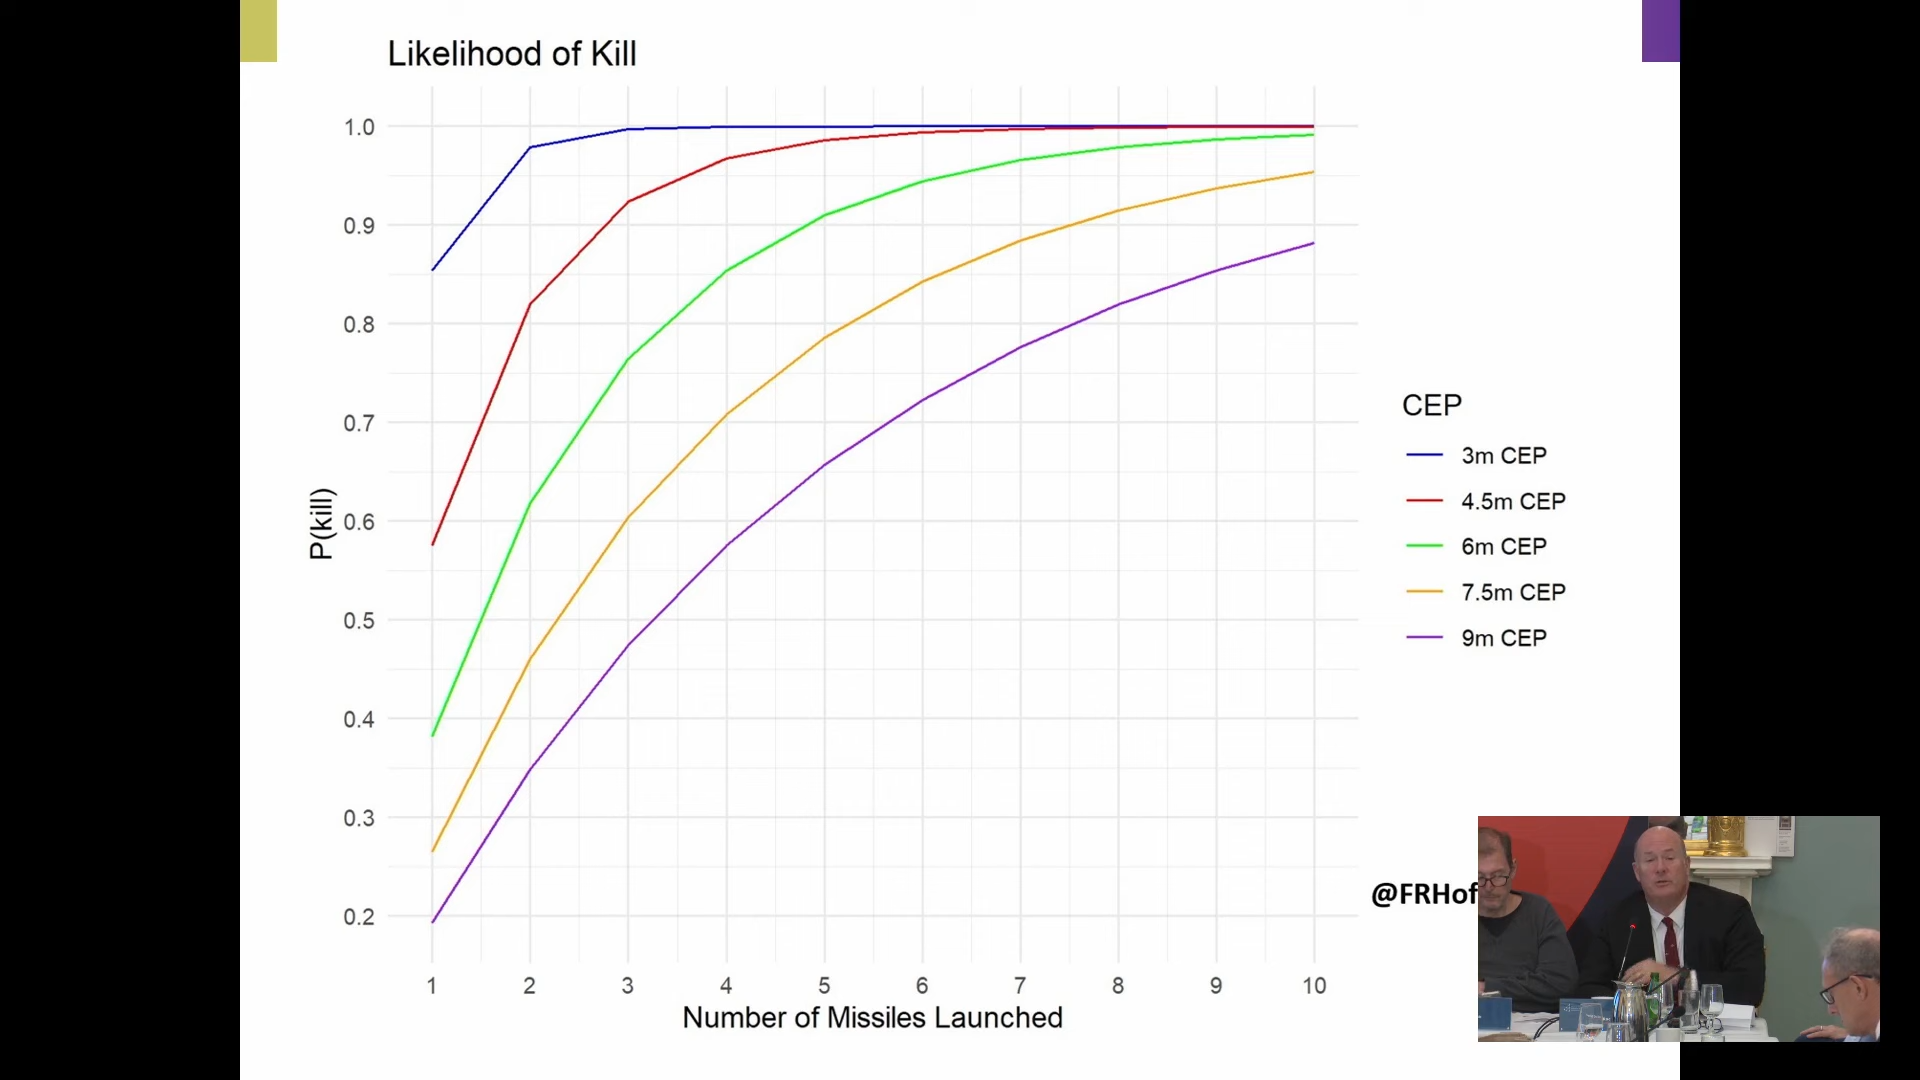 Likelihood of Kill
1.0
0.9
0.8
0.7
0.6
0.5
0.4
0.3
0.2
P(kill)
1 2 3 4 5 6 7 8 9 10
Number of Missiles Launched
CEP
3m CEP
4.5m CEP
6m CEP
7.5m CEP
9m CEP
@FRHof